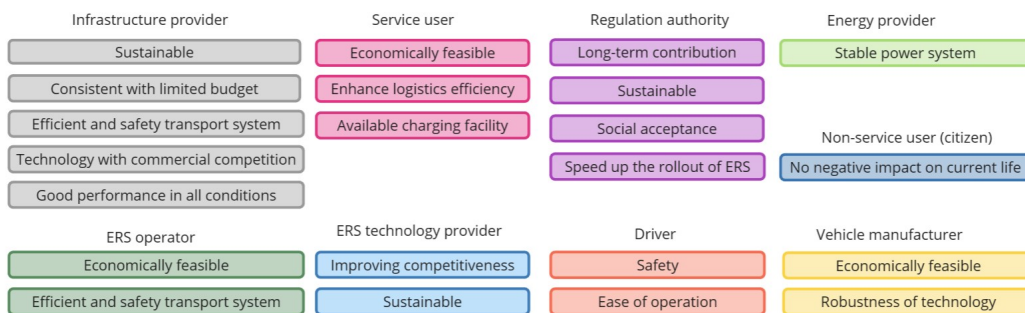 Infrastructure provider
Sustainable
Consistent with limited budget
Efficient and safety transport system
Technology with commercial competition
Good performance in all conditions
Service user
Economically feasible
Enhance logistics efficiency
Available charging facility
Regulation authority
Long-term contribution
Sustainable
Social acceptance
Speed up the rollout of ERS
Energy provider
Stable power system
Non-service user (citizen)
No negative impact on current life
ERS operator
Economically feasible
Efficient and safety transport system
ERS technology provider
Improving competitiveness
Sustainable
Driver
Safety
Ease of operation
Vehicle manufacturer
Economically feasible
Robustness of technology